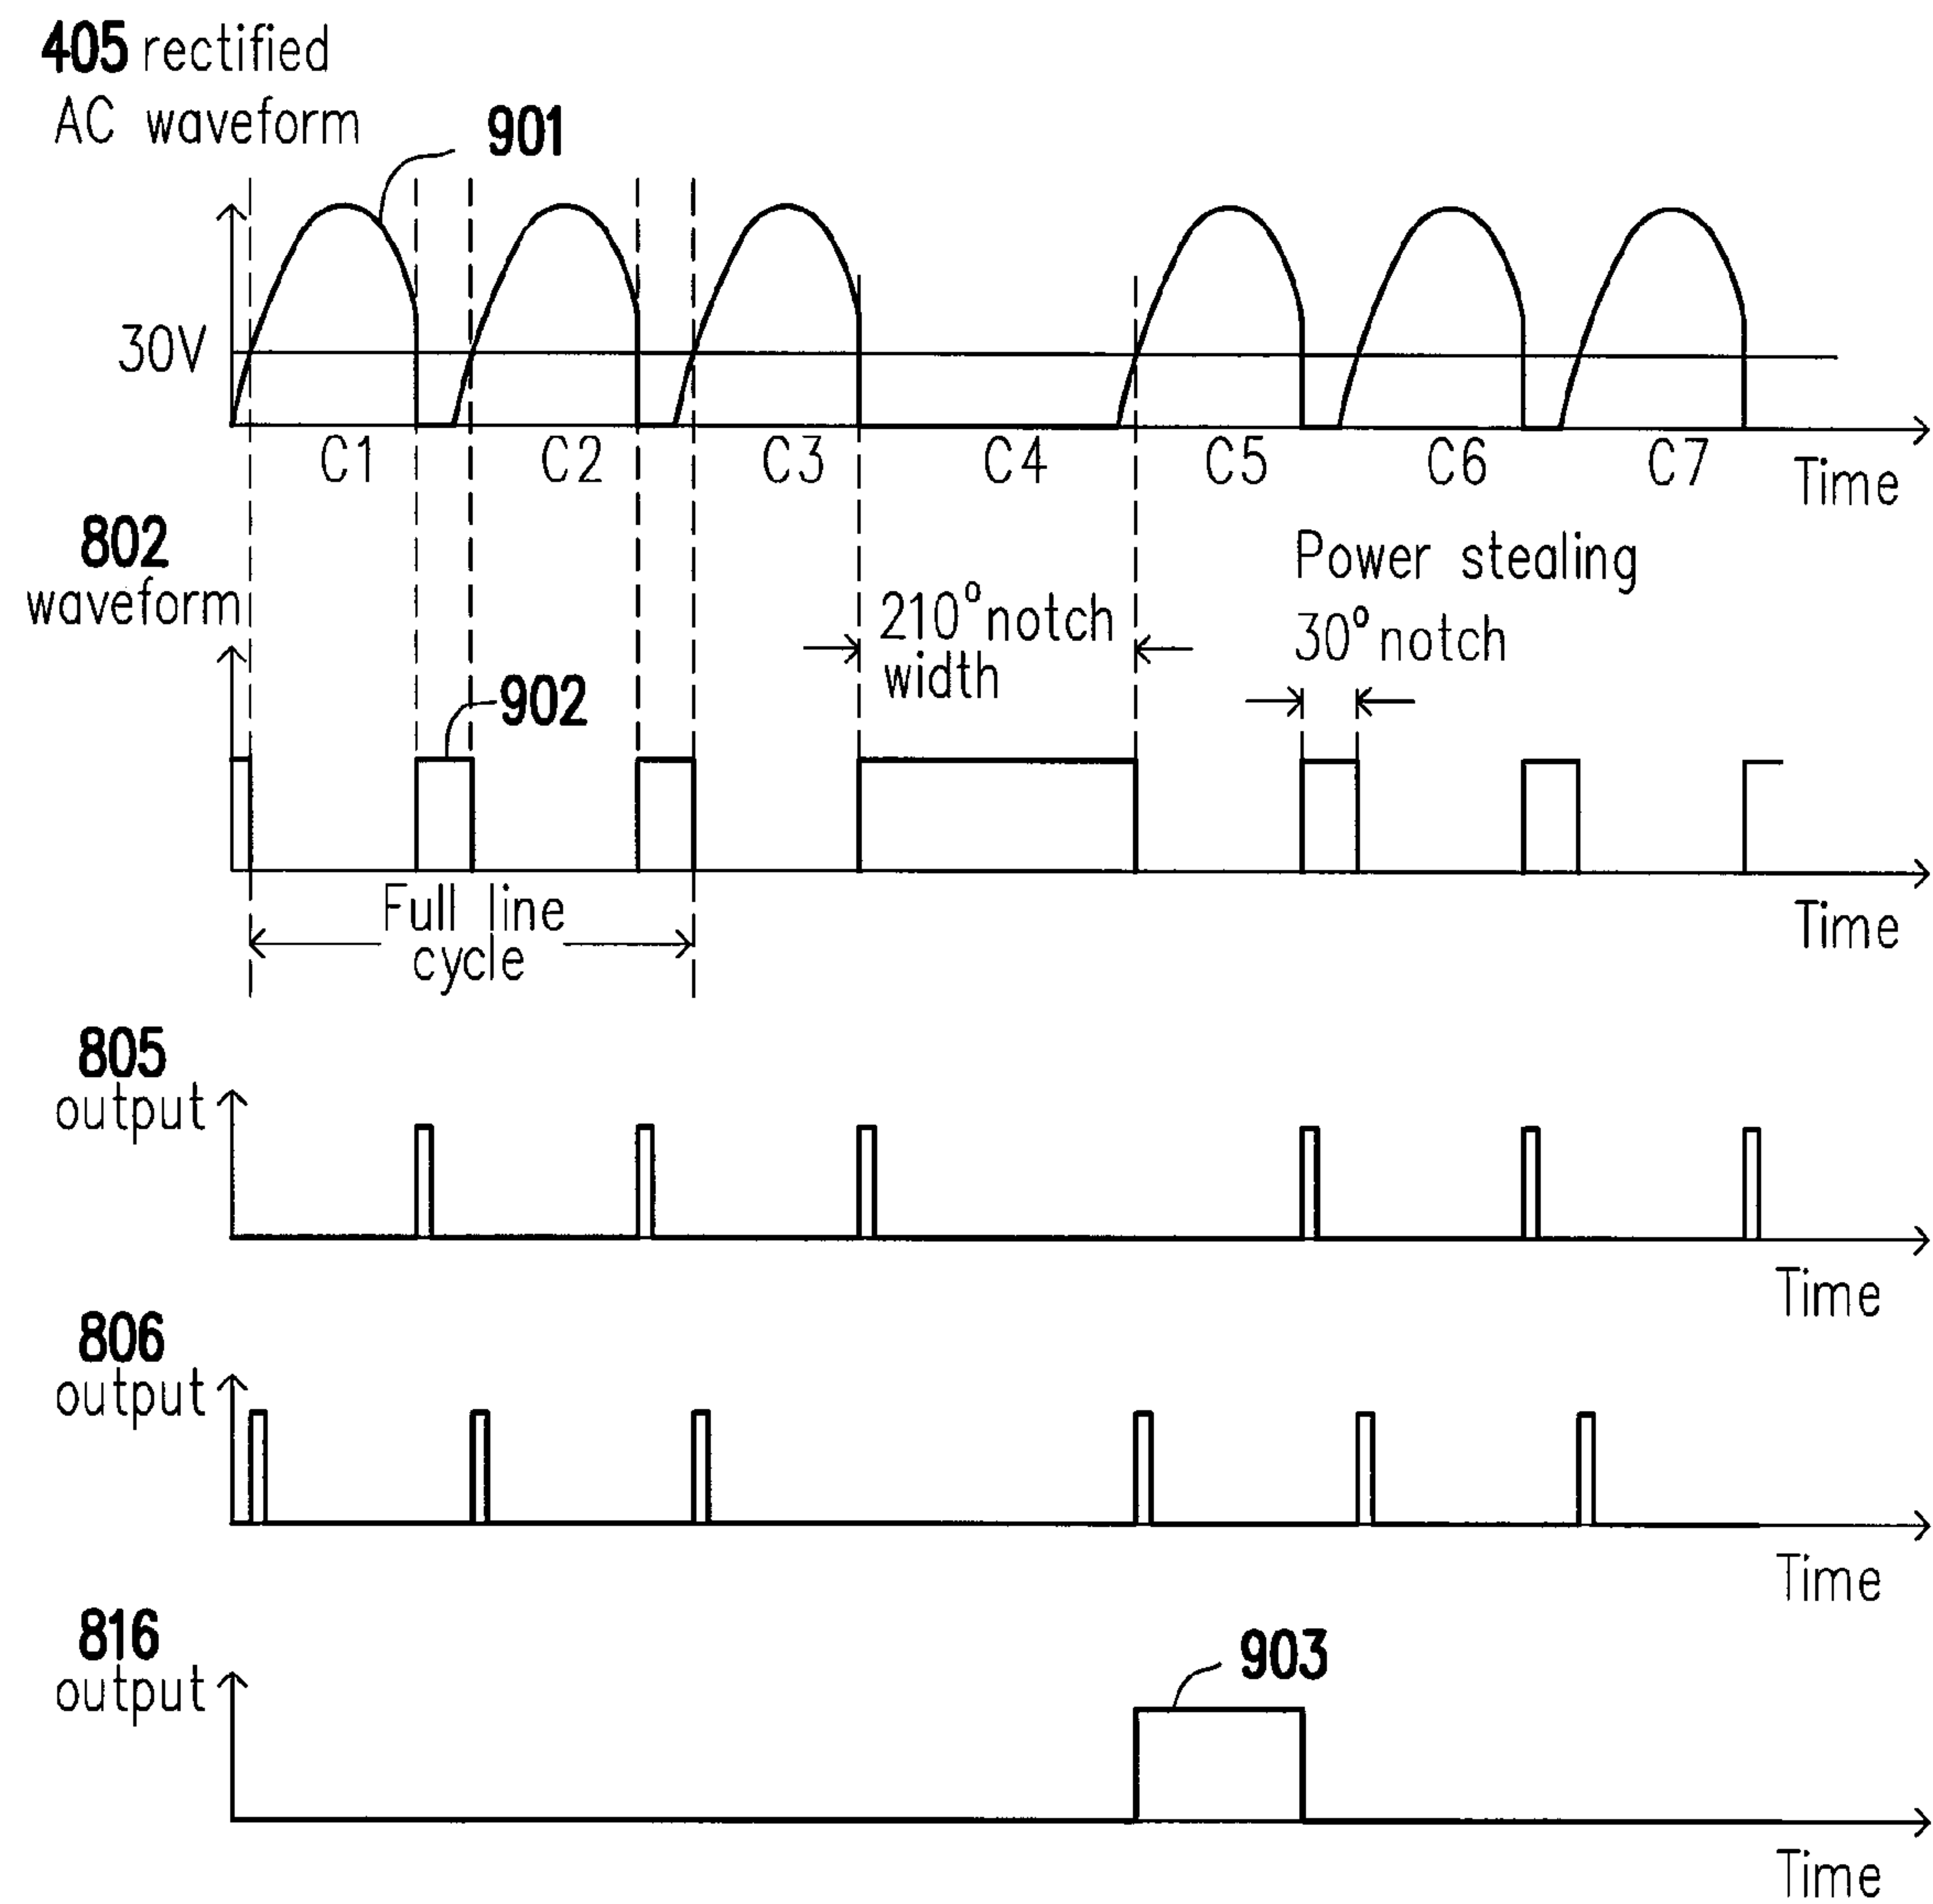 405 rectified
AC waveform
901
30V
C1 C2 C3 C4 C5 C6 C7
Time
802
waveform
210° notch
width
Power stealing
30° notch
902
Full line
cycle
Time
805
output
Time
806
output
Time
816
output
903
Time